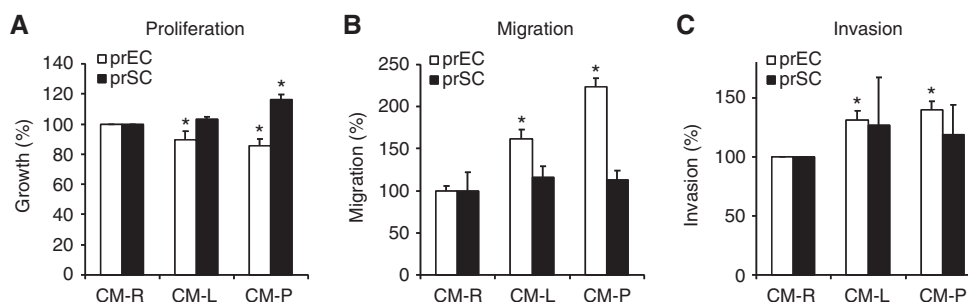 A Proliferation
140
120
100
80
60
40
20
0
Growth (%)
prEC
prSC
*
*
*
CM-R CM-L CM-P
B Migration
250
200
150
100
50
0
Migration (%)
prEC
prSC
*
*
CM-R CM-L CM-P
C Invasion
150
100
50
0
Invasion (%)
prEC
prSC
*
*
CM-R CM-L CM-P